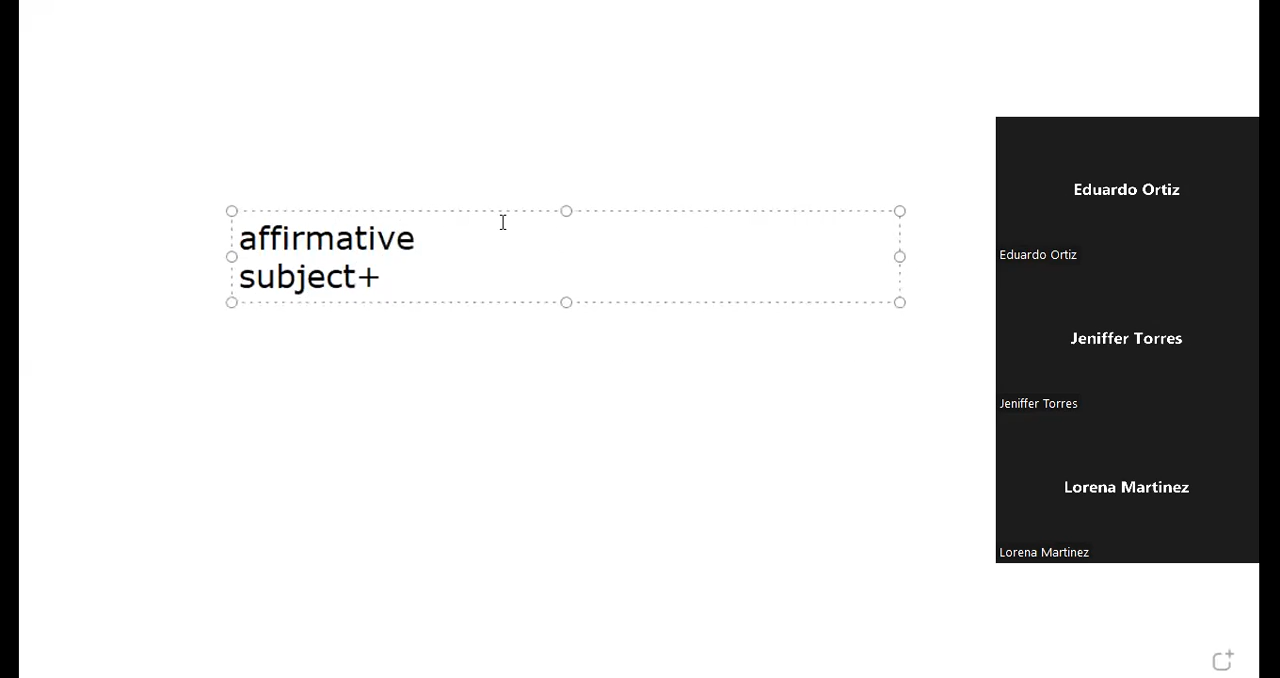 affirmative
subject+
Eduardo Ortiz
Eduardo Ortiz
Jeniffer Torres
Jeniffer Torres
Lorena Martinez
Lorena Martinez